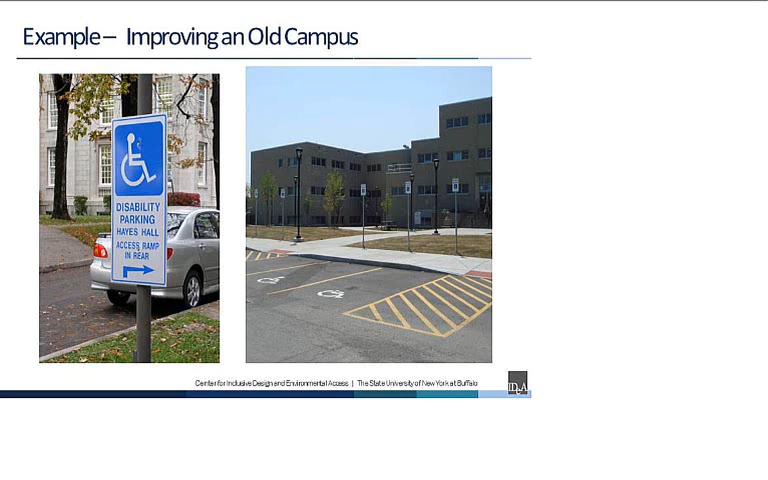 Example – Improving an Old Campus
DISABILITY
PARKING
HAYES HALL
ACCESS RAMP
IN REAR
Center for Inclusive Design and Environmental Access | The State University of New York at Buffalo
IDeA